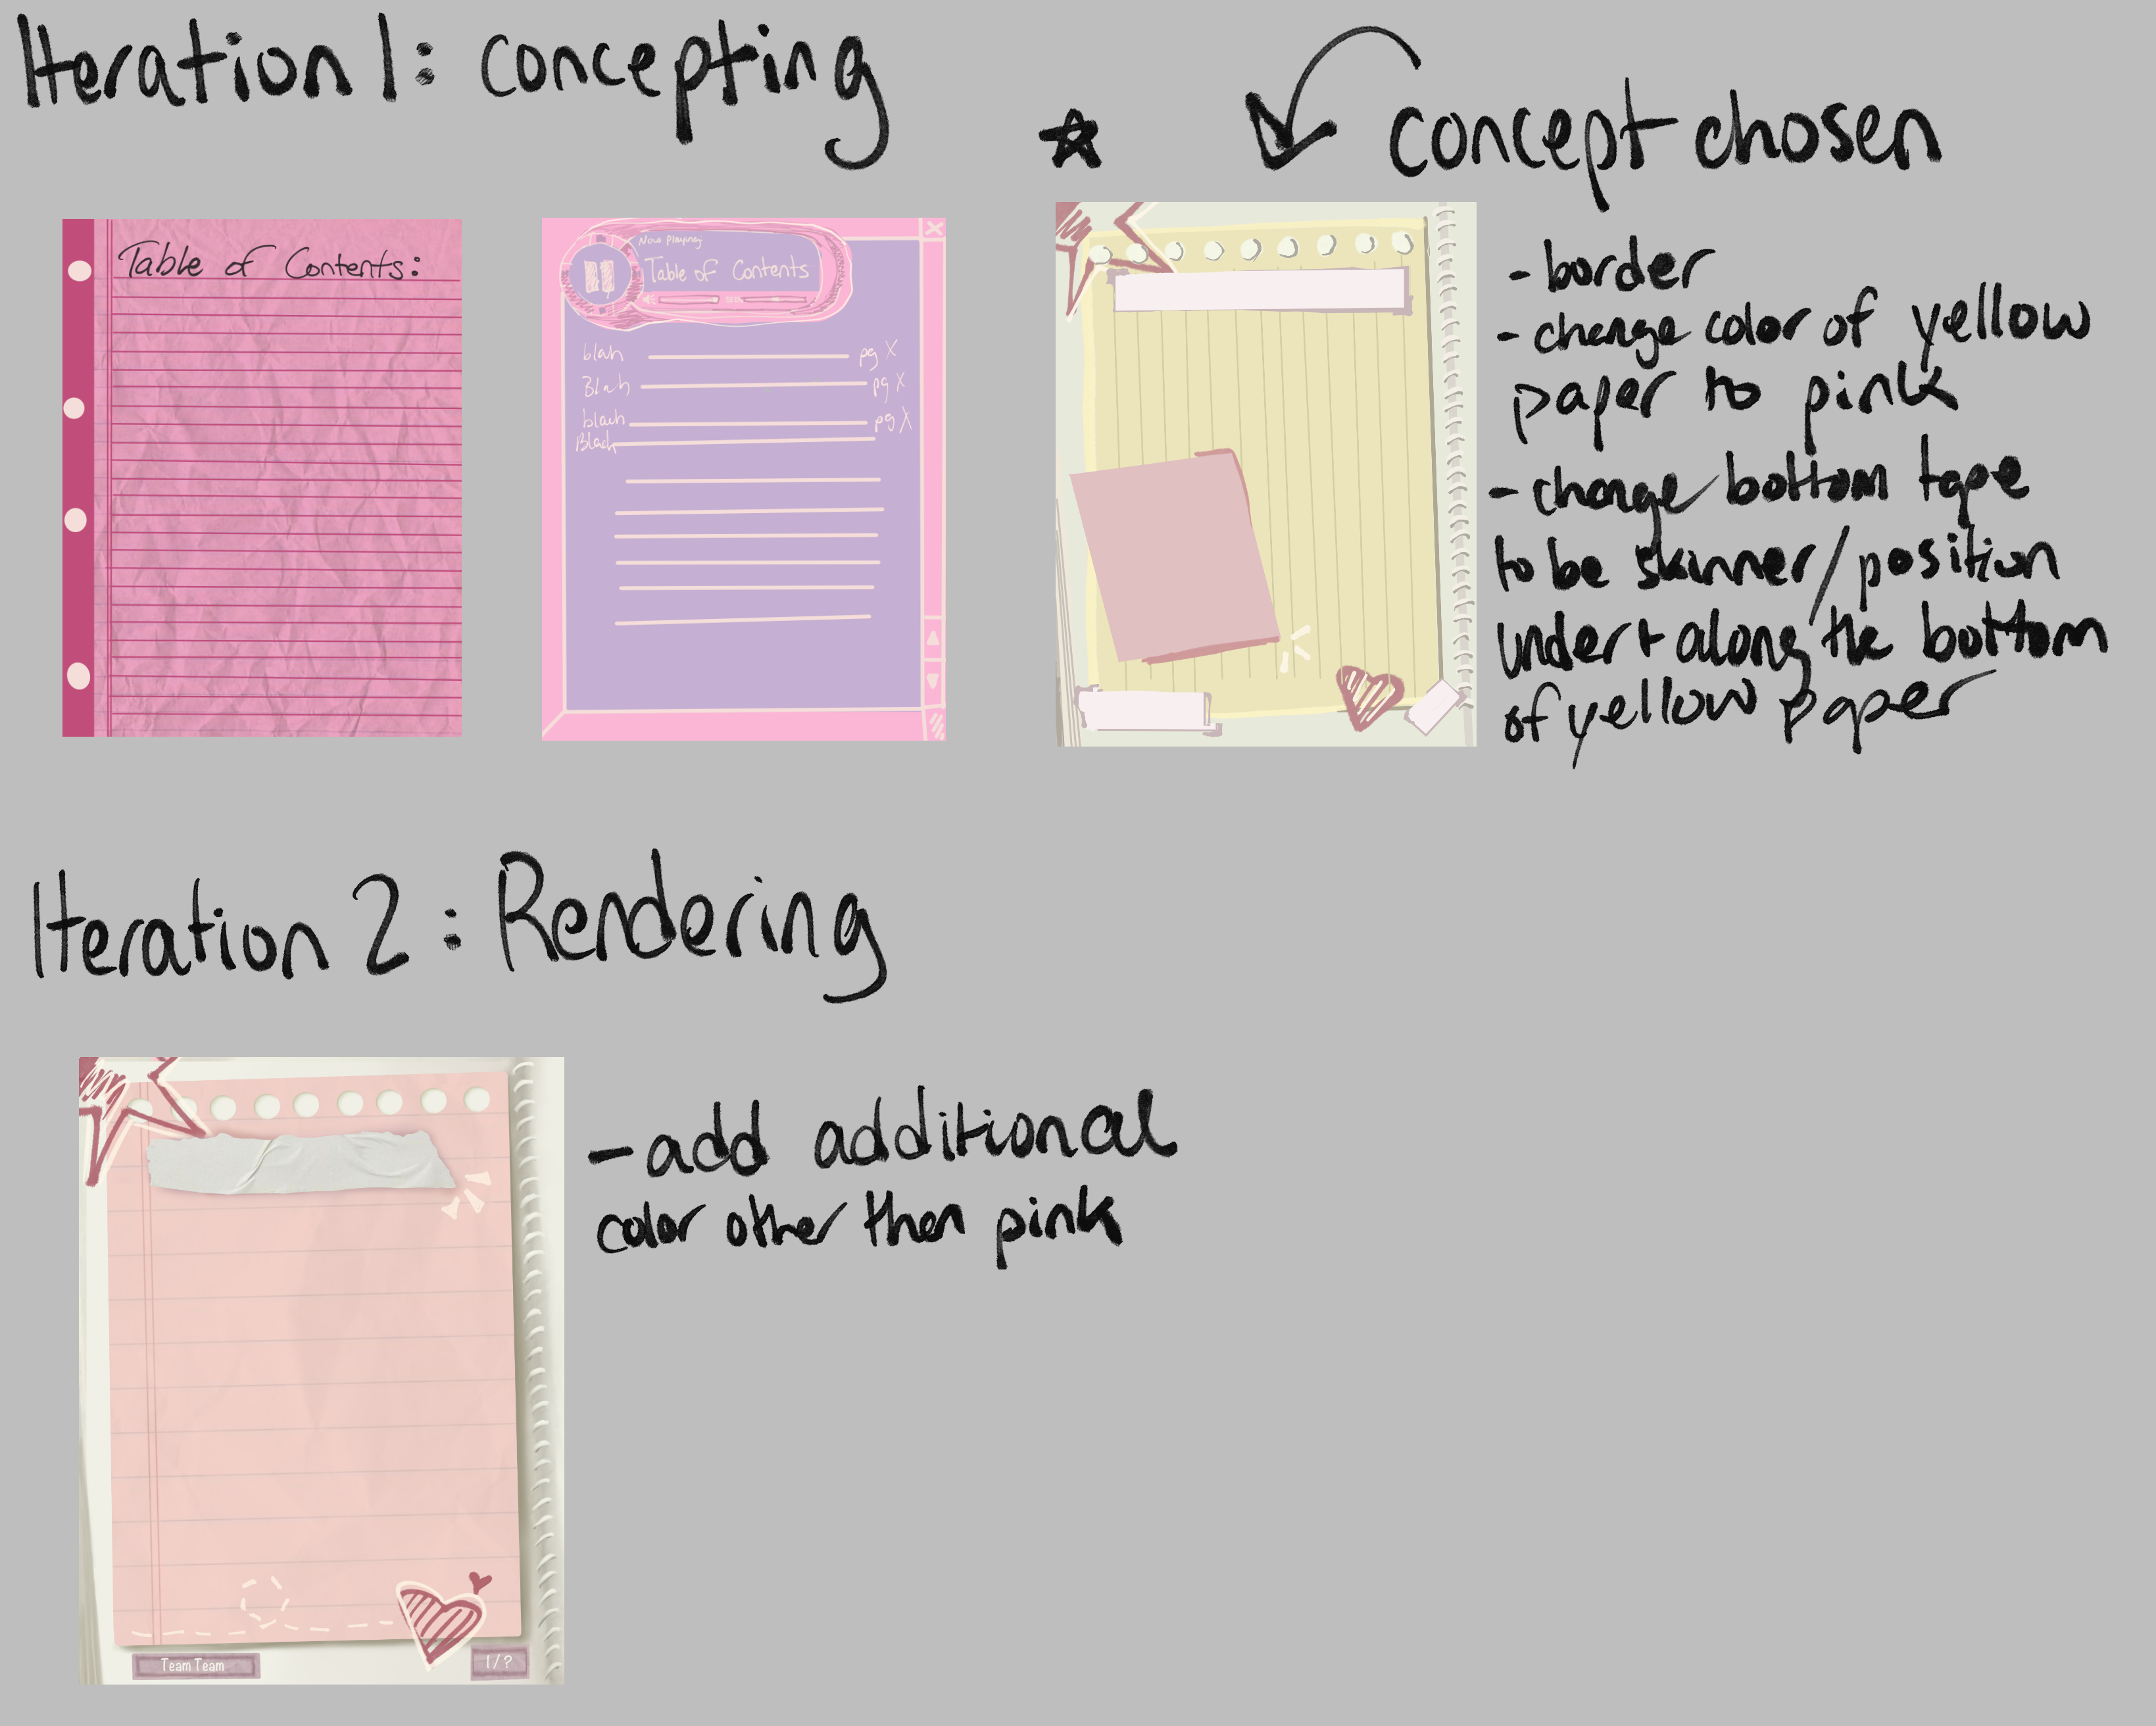 Iteration 1: concepting
concept chosen
Table of Contents:
Now playing
Table of Contents
blah pg X
Blah pg X
blah pg X
Blah
- border
- change color of yellow
paper to pink
- change bottom tape
to be skinner/position
under + along the bottom
of yellow paper
Iteration 2: Rendering
- add additional
color other then pink
Team Team
1/?